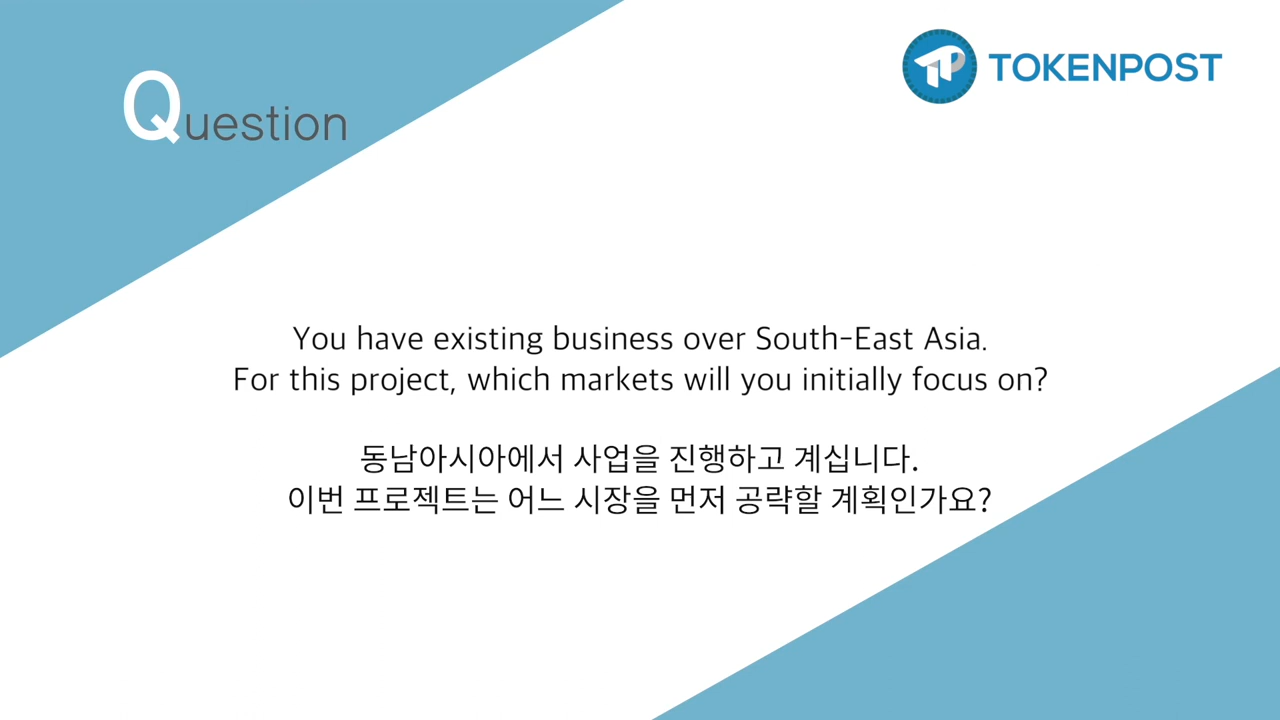 Question
TOKENPOST
You have existing business over South-East Asia.
For this project, which markets will you initially focus on?
동남아시아에서 사업을 진행하고 계십니다.
이번 프로젝트는 어느 시장을 먼저 공략할 계획인가요?